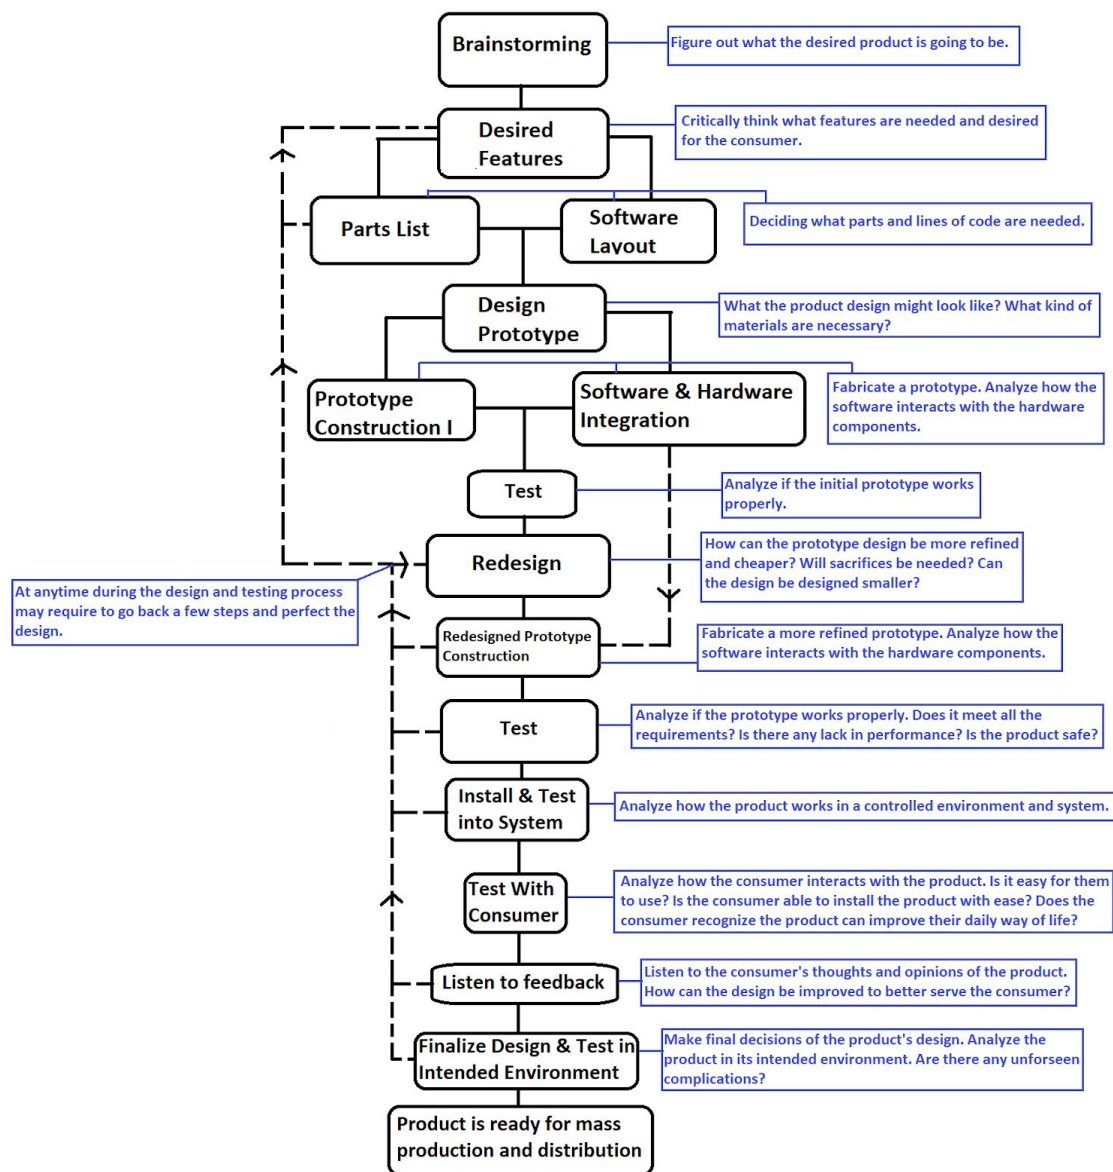 Brainstorming
Figure out what the desired product is going to be.
Desired
Features
Critically think what features are needed and desired
for the consumer.
Parts List
Software
Layout
Deciding what parts and lines of code are needed.
Design
Prototype
What the product design might look like? What kind of
materials are necessary?
Prototype
Construction I
Software & Hardware
Integration
Fabricate a prototype. Analyze how the
software interacts with the hardware
components.
Test
Analyze if the initial prototype works
properly.
Redesign
How can the prototype design be more refined
and cheaper? Will sacrifices be needed? Can
the design be designed smaller?
At anytime during the design and testing process
may require to go back a few steps and perfect the
design.
Redesigned Prototype
Construction
Fabricate a more refined prototype. Analyze how the
software interacts with the hardware components.
Test
Analyze if the prototype works properly. Does it meet all the
requirements? Is there any lack in performance? Is the product safe?
Install & Test
into System
Analyze how the product works in a controlled environment and system.
Test With
Consumer
Analyze how the consumer interacts with the product. Is it easy for them
to use? Is the consumer able to install the product with ease? Does the
consumer recognize the product can improve their daily way of life?
Listen to feedback
Listen to the consumer's thoughts and opinions of the product.
How can the design be improved to better serve the consumer?
Finalize Design & Test in
Intended Environment
Make final decisions of the product's design. Analyze the
product in its intended environment. Are there any unforseen
complications?
Product is ready for mass
production and distribution